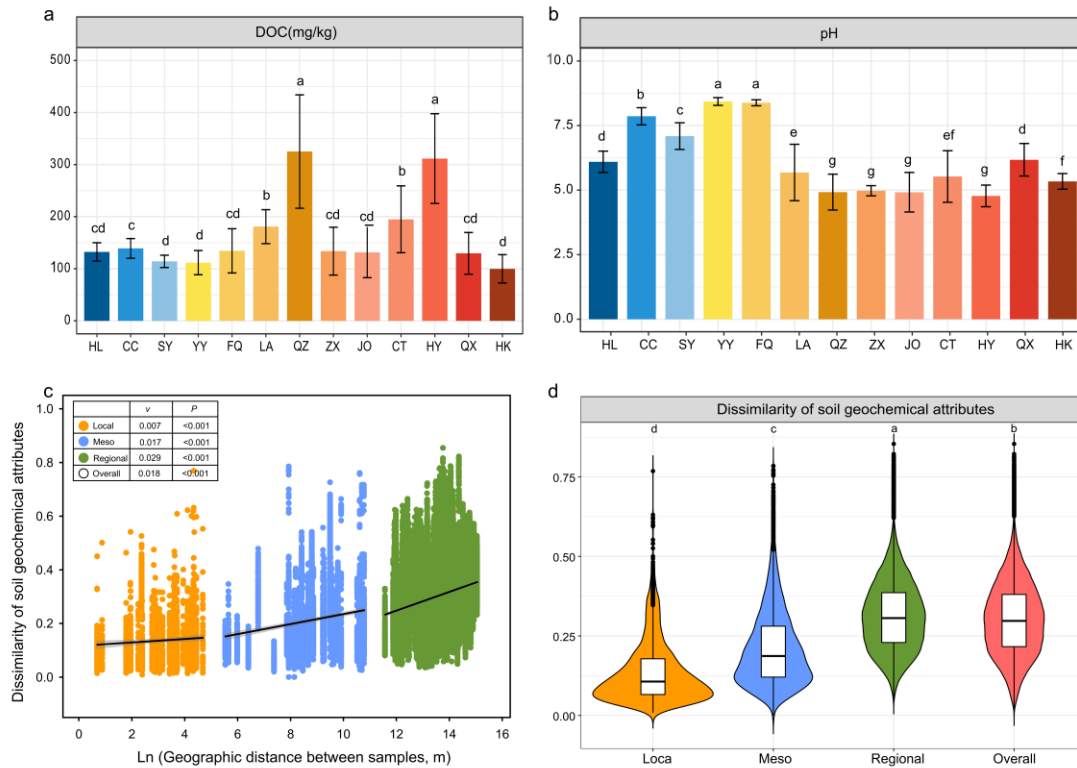 a
DOC(mg/kg)
500
400
300
200
100
0
cd
c
d
d
cd
b
a
cd
cd
b
a
cd
d
HL CC SY YY FQ LA QZ ZX JO CT HY QX HK
b
pH
10.0
7.5
5.0
2.5
0.0
d
b
c
a
a
e
g
g
g
ef
g
d
f
HL CC SY YY FQ LA QZ ZX JO CT HY QX HK
c
Dissimilarity of soil geochemical attributes
1.0
0.8
0.6
0.4
0.2
0.0
v P
Local 0.007 <0.001
Meso 0.017 <0.001
Regional 0.029 <0.001
Overall 0.018 <0.001
0 2 4 6 8 10 12 14 16
Ln (Geographic distance between samples, m)
d
Dissimilarity of soil geochemical attributes
d c a b
0.75
0.50
0.25
0.00
Loca Meso Regional Overall